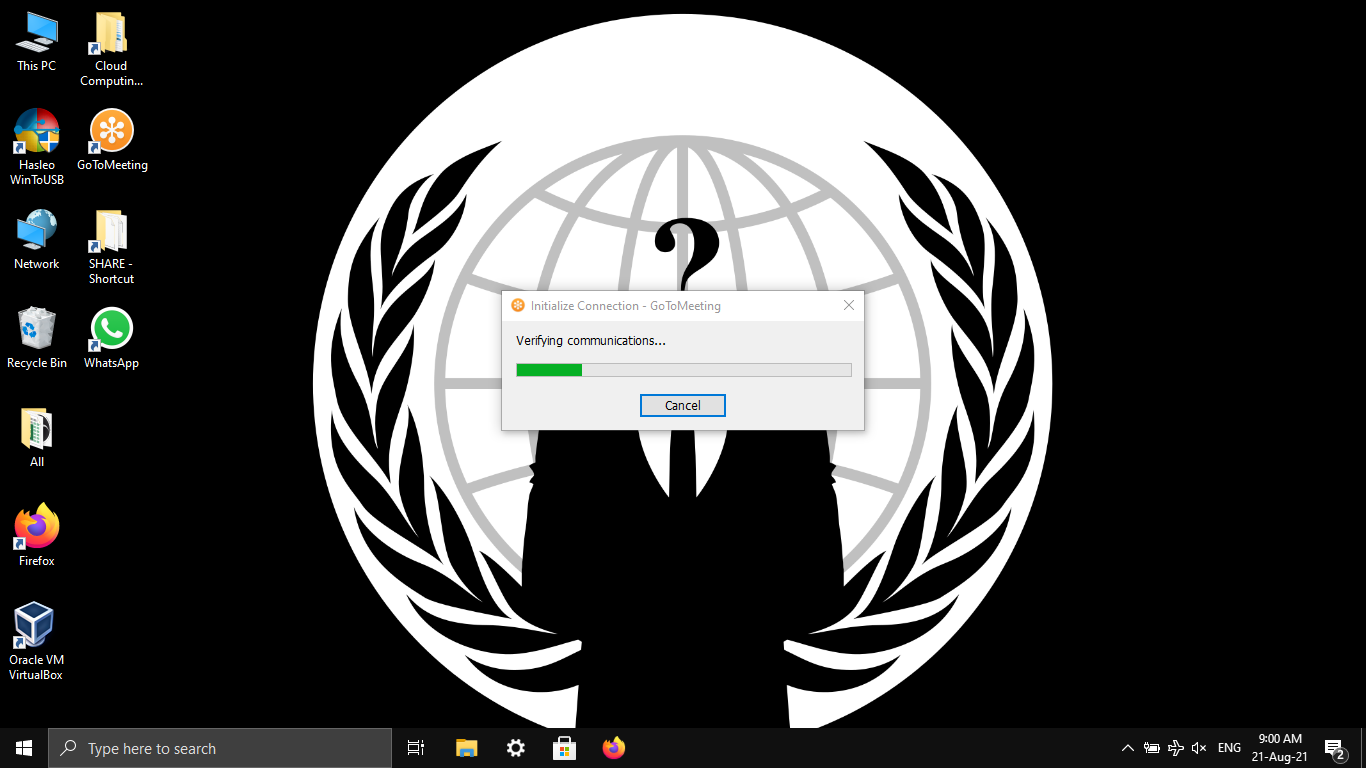 This PC
Cloud
Computin...
Hasleo
WinToUSB
GoToMeeting
Network
SHARE -
Shortcut
Recycle Bin
WhatsApp
All
Firefox
Oracle VM
VirtualBox
?
Initialize Connection - GoToMeeting
Verifying communications...
Cancel
Type here to search
ENG
9:00 AM
21-Aug-21
2